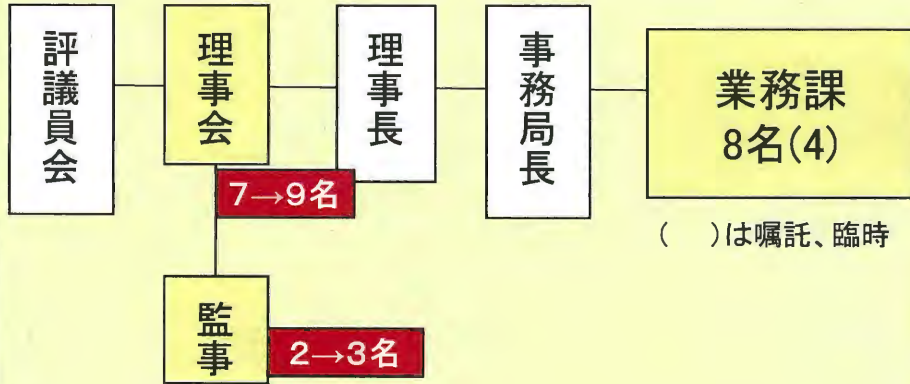 評議員会
理事会
理事長
事務局長
業務課
8名(4)
7→9名
(　)は嘱託、臨時
監事
2→3名